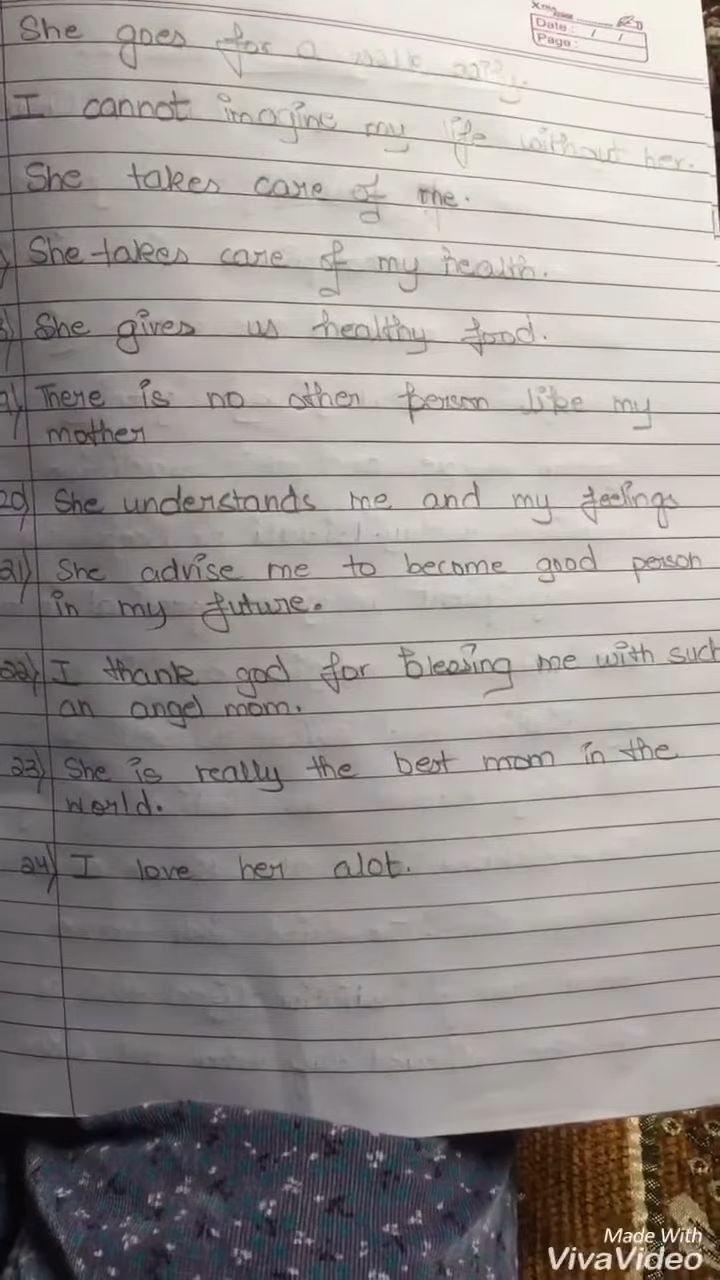 Date: / /
Page:
She goes for a walk
I cannot imagine my life without her.
She takes care of me.
She takes care of my health.
She gives us healthy food.
There is no other person like my
mother
20) She understands me and my feelings
21) She advise me to become good person
in my future.
22) I thank god for blessing me with such
an angel mom.
23) She is really the best mom in the
world.
24) I love her alot.
Made With
VivaVideo